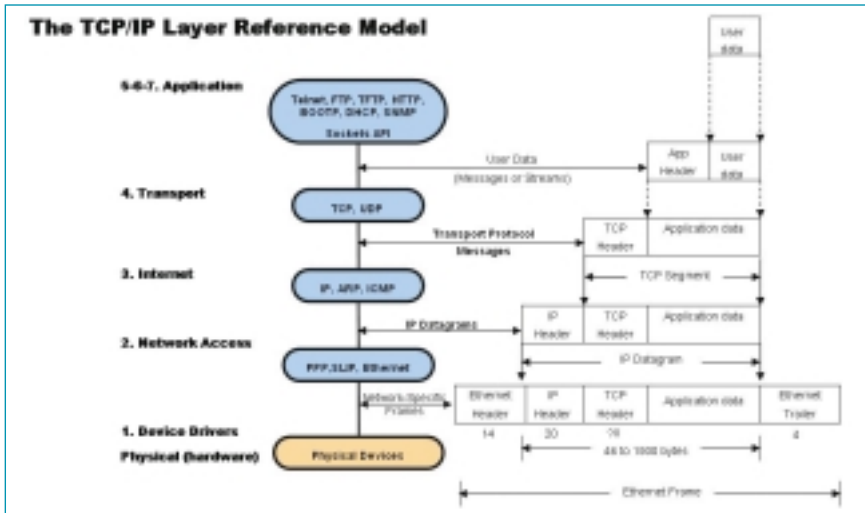 The TCP/IP Layer Reference Model
User
data
5-6-7. Application
Telnet, FTP, TFTP, HTTP,
BOOTP, DHCP, SNMP
Sockets API
User Data
(Messages or Streams)
App
Header
User
data
4. Transport
TCP, UDP
Transport Protocol
Messages
TCP
Header
Application data
TCP Segment
3. Internet
IP, ARP, ICMP
IP Datagrams
IP
Header
TCP
Header
Application data
IP Datagram
2. Network Access
PPP, SLIP, Ethernet
Network-Specific
Frames
Ethernet
Header
IP
Header
TCP
Header
Application data
Ethernet
Trailer
14
20
20
4
46 to 1500 bytes
1. Device Drivers
Physical (hardware)
Physical Devices
Ethernet Frame